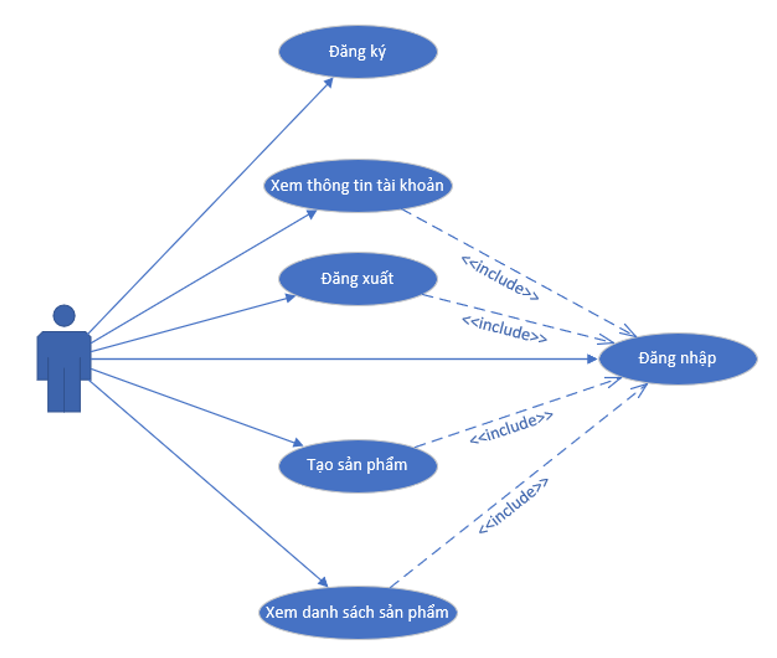 Đăng ký
Xem thông tin tài khoản
<<include>>
Đăng xuất
<<include>>
Đăng nhập
<<include>>
Tạo sản phẩm
<<include>>
Xem danh sách sản phẩm